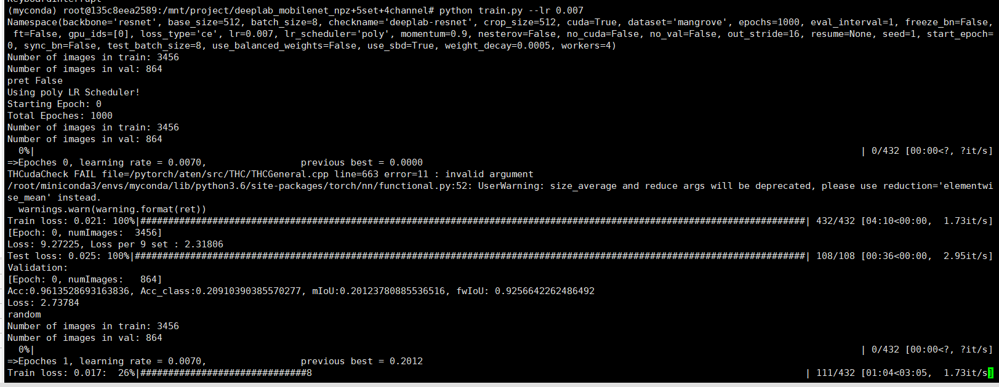 KeyboardInterrupt
(myconda) root@135c8eea2589:/mnt/project/deeplab_mobilenet_npz+5set+4channel# python train.py --lr 0.007
Namespace(backbone='resnet', base_size=512, batch_size=8, checkname='deeplab-resnet', crop_size=512, cuda=True, dataset='mangrove', epochs=1000, eval_interval=1, freeze_bn=False,
 ft=False, gpu_ids=[0], loss_type='ce', lr=0.007, lr_scheduler='poly', momentum=0.9, nesterov=False, no_cuda=False, no_val=False, out_stride=16, resume=None, seed=1, start_epoch=
0, sync_bn=False, test_batch_size=8, use_balanced_weights=False, use_sbd=True, weight_decay=0.0005, workers=4)
Number of images in train: 3456
Number of images in val: 864
pret False
Using poly LR Scheduler!
Starting Epoch: 0
Total Epoches: 1000
Number of images in train: 3456
Number of images in val: 864
  0%|                                                                                | 0/432 [00:00<?, ?it/s]
=>Epoches 0, learning rate = 0.0070,                 previous best = 0.0000
THCudaCheck FAIL file=/pytorch/aten/src/THC/THCGeneral.cpp line=663 error=11 : invalid argument
/root/miniconda3/envs/myconda/lib/python3.6/site-packages/torch/nn/functional.py:52: UserWarning: size_average and reduce args will be deprecated, please use reduction='elementwi
se_mean' instead.
  warnings.warn(warning.format(ret))
Train loss: 0.021: 100%|########################################################################################################################| 432/432 [04:10<00:00,  1.73it/s]
[Epoch: 0, numImages:  3456]
Loss: 9.27225, Loss per 9 set : 2.31806
Test loss: 0.025: 100%|#########################################################################################################################| 108/108 [00:36<00:00,  2.95it/s]
Validation:
[Epoch: 0, numImages:   864]
Acc:0.9613528693163836, Acc_class:0.20910390385570277, mIoU:0.20123780885536516, fwIoU: 0.9256642262486492
Loss: 2.73784
random
Number of images in train: 3456
Number of images in val: 864
  0%|                                                                                | 0/432 [00:00<?, ?it/s]
=>Epoches 1, learning rate = 0.0070,                 previous best = 0.2012
Train loss: 0.017:  26%|##############################8                                                                                         | 111/432 [01:04<03:05,  1.73it/s]